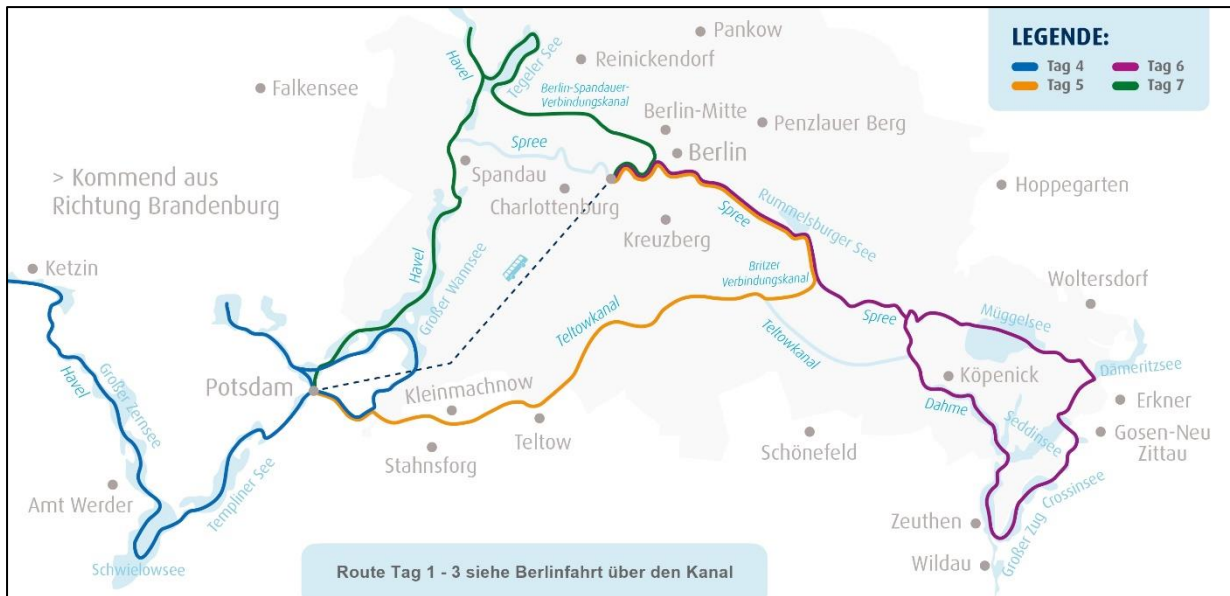 LEGENDE:
Tag 4
Tag 6
Tag 5
Tag 7
Pankow
Reinickendorf
Havel
Tegeler See
Falkensee
Berlin-Spandauer-
Verbindungskanal
Berlin-Mitte
Penzlauer Berg
Spree
Berlin
> Kommend aus
Richtung Brandenburg
Spandau
Charlottenburg
Hoppegarten
Rummelsburger See
Spree
Kreuzberg
Havel
Großer Wannsee
Britzer
Verbindungskanal
Ketzin
Woltersdorf
Teltowkanal
Spree
Müggelsee
Teltowkanal
Havel
Großer Zernsee
Potsdam
Kleinmachnow
Köpenick
Dämeritzsee
Erkner
Dahme
Seddinsee
Teltow
Schönefeld
Gosen-Neu
Zittau
Stahnsforg
Templiner See
Amt Werder
Crossinsee
Großer Zug
Zeuthen
Wildau
Schwielowsee
Route Tag 1 - 3 siehe Berlinfahrt über den Kanal